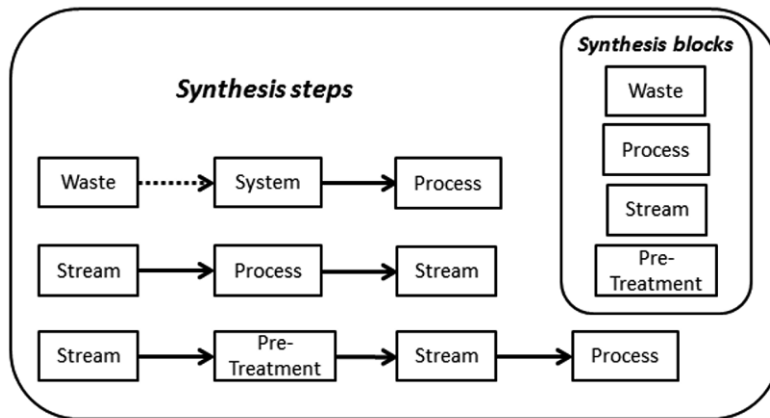 Synthesis steps
Waste
System
Process
Stream
Process
Stream
Stream
Pre-
Treatment
Stream
Process
Synthesis blocks
Waste
Process
Stream
Pre-
Treatment